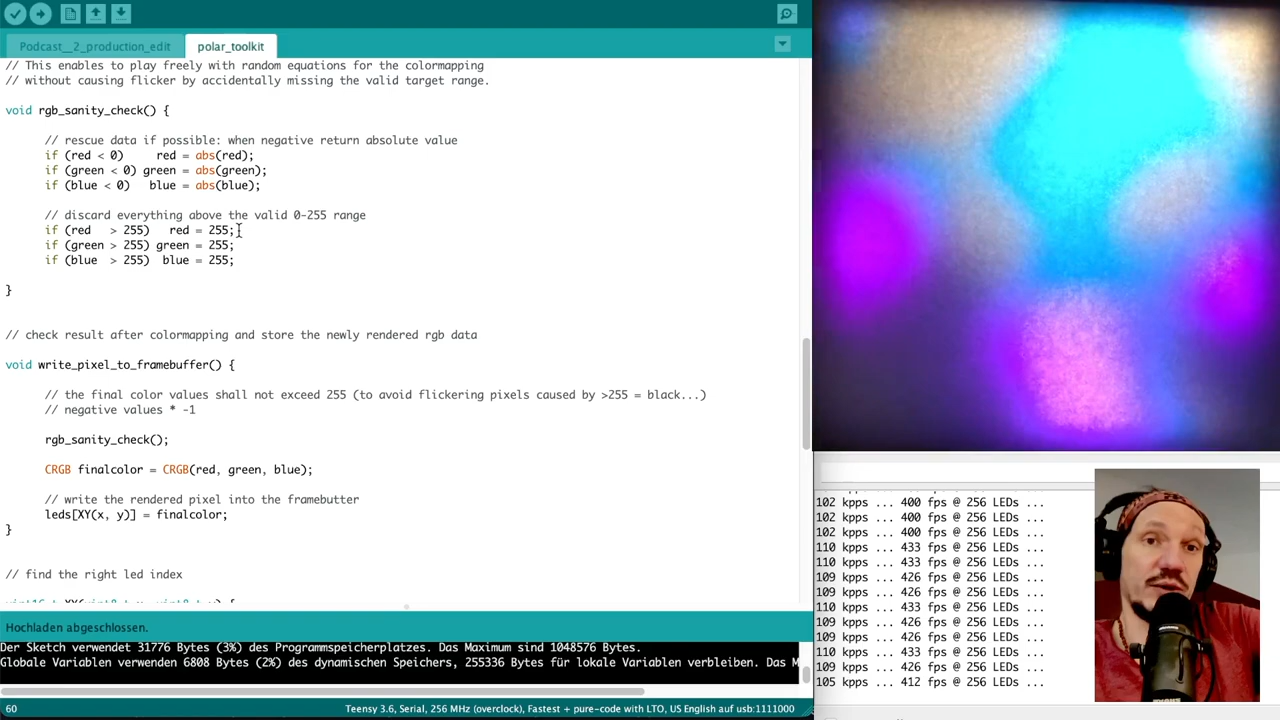 Podcast__2_production_edit
polar_toolkit
// This enables to play freely with random equations for the colormapping
// without causing flicker by accidentally missing the valid target range.
void rgb_sanity_check() {
// rescue data if possible: when negative return absolute value
if (red < 0)     red = abs(red);
if (green < 0) green = abs(green);
if (blue < 0)   blue = abs(blue);
// discard everything above the valid 0-255 range
if (red   > 255)   red = 255;
if (green > 255) green = 255;
if (blue  > 255)  blue = 255;
}
// check result after colormapping and store the newly rendered rgb data
void write_pixel_to_framebuffer() {
// the final color values shall not exceed 255 (to avoid flickering pixels caused by >255 = black...)
// negative values * -1
rgb_sanity_check();
CRGB finalcolor = CRGB(red, green, blue);
// write the rendered pixel into the framebutter
leds[XY(x, y)] = finalcolor;
}
// find the right led index
Hochladen abgeschlossen.
Der Sketch verwendet 31776 Bytes (3%) des Programmspeicherplatzes. Das Maximum sind 1048576 Bytes.
Globale Variablen verwenden 6808 Bytes (2%) des dynamischen Speichers, 255336 Bytes für lokale Variablen verbleiben. Das M
60
Teensy 3.6, Serial, 256 MHz (overclock), Fastest + pure-code with LTO, US English auf usb:1111000
102 kpps ... 400 fps @ 256 LEDs ...
102 kpps ... 400 fps @ 256 LEDs ...
102 kpps ... 400 fps @ 256 LEDs ...
110 kpps ... 433 fps @ 256 LEDs ...
110 kpps ... 433 fps @ 256 LEDs ...
109 kpps ... 426 fps @ 256 LEDs ...
109 kpps ... 426 fps @ 256 LEDs ...
110 kpps ... 433 fps @ 256 LEDs ...
109 kpps ... 426 fps @ 256 LEDs ...
109 kpps ... 426 fps @ 256 LEDs ...
110 kpps ... 433 fps @ 256 LEDs ...
109 kpps ... 426 fps @ 256 LEDs ...
105 kpps ... 412 fps @ 256 LEDs ...